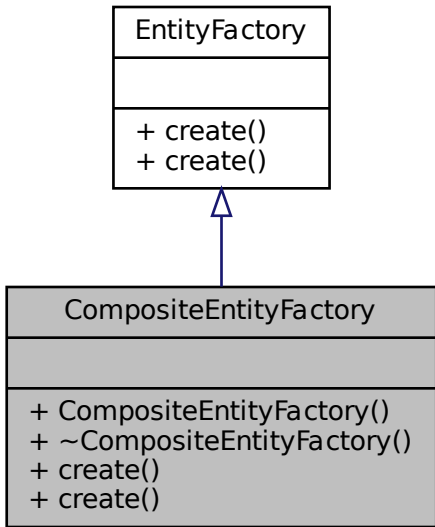 EntityFactory
+ create()
+ create()
CompositeEntityFactory
+ CompositeEntityFactory()
+ ~CompositeEntityFactory()
+ create()
+ create()